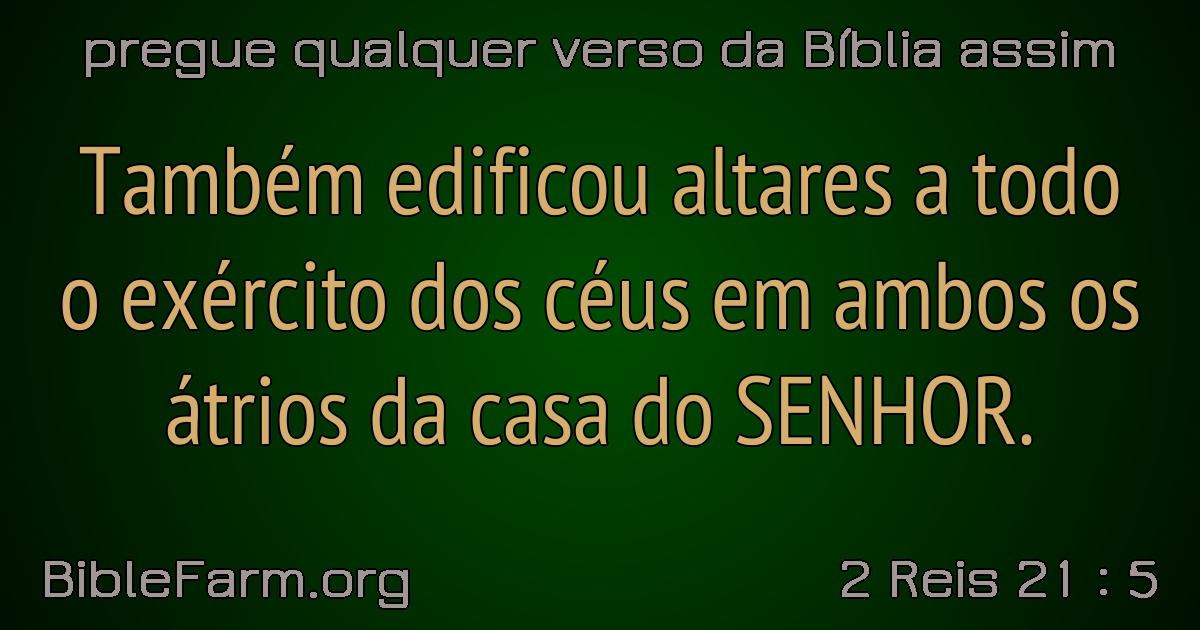 pregue qualquer verso da Bíblia assim
Também edificou altares a todo
o exército dos céus em ambos os
átrios da casa do SENHOR.
BibleFarm.org
2 Reis 21 : 5